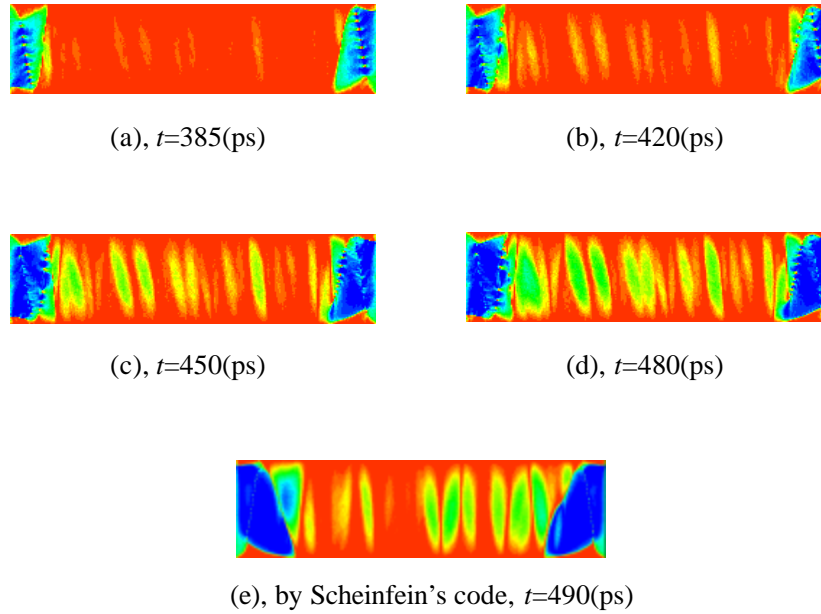 (a), t=385(ps)
(b), t=420(ps)
(c), t=450(ps)
(d), t=480(ps)
(e), by Scheinfein's code, t=490(ps)